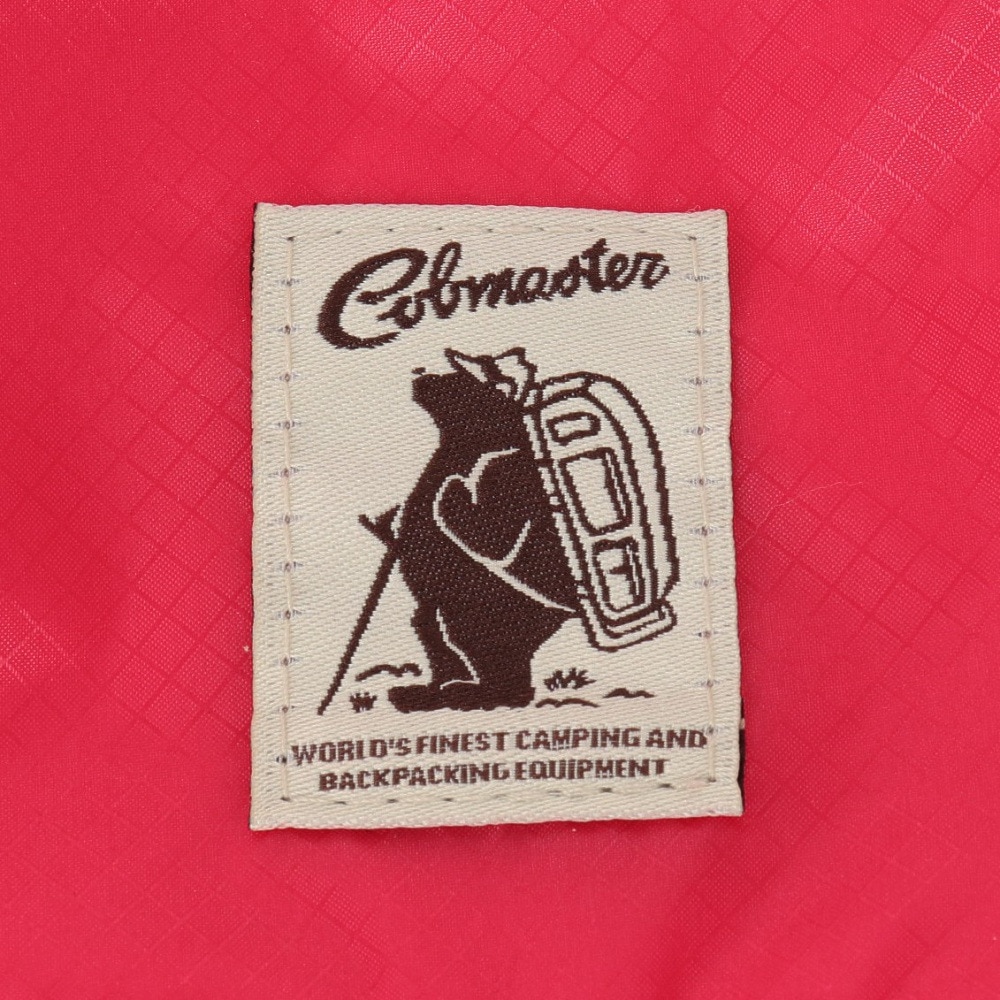 Cobmaster
WORLD'S FINEST CAMPING AND
BACKPACKING EQUIPMENT